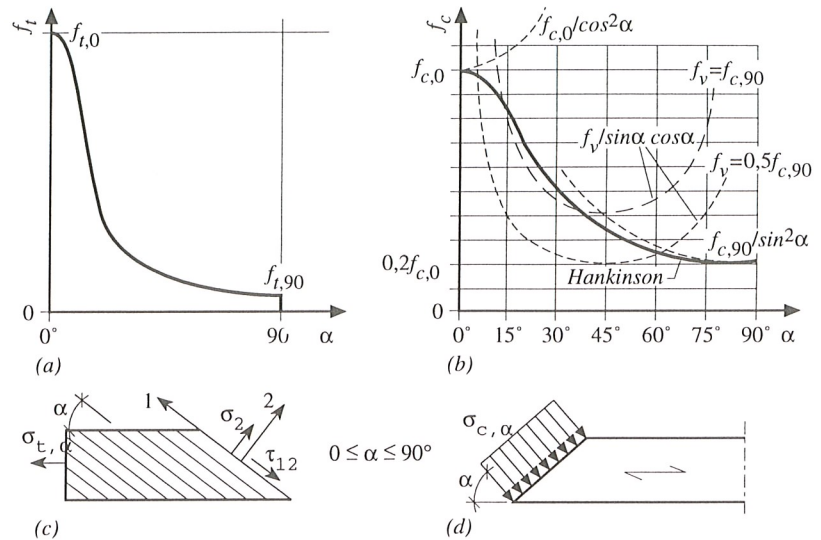 f_t
f_t,0
f_t,90
0
0° 90 α
(a)
f_c
f_c,0/cos²α
f_c,0
f_v=f_c,90
f_v/sinα cosα
f_v=0,5f_c,90
f_c,90/sin²α
0,2f_c,0
Hankinson
0
0° 15° 30° 45° 60° 75° 90° α
(b)
α
1
σ_2
2
σ_t,α
τ_12
0 ≤ α ≤ 90°
(c)
σ_c,α
α
(d)